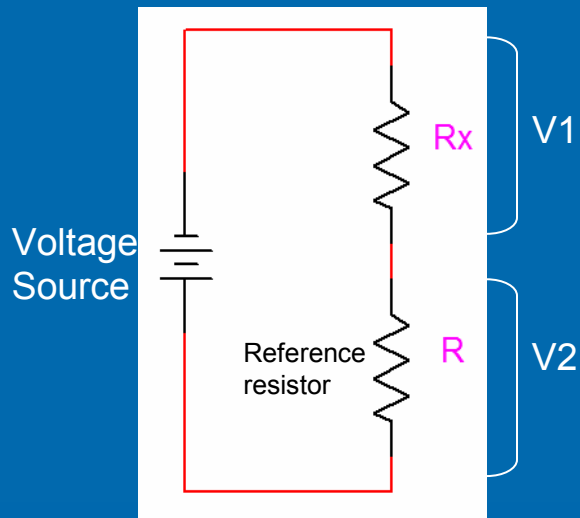 Rx
V1
Voltage
Source
Reference
resistor
R
V2